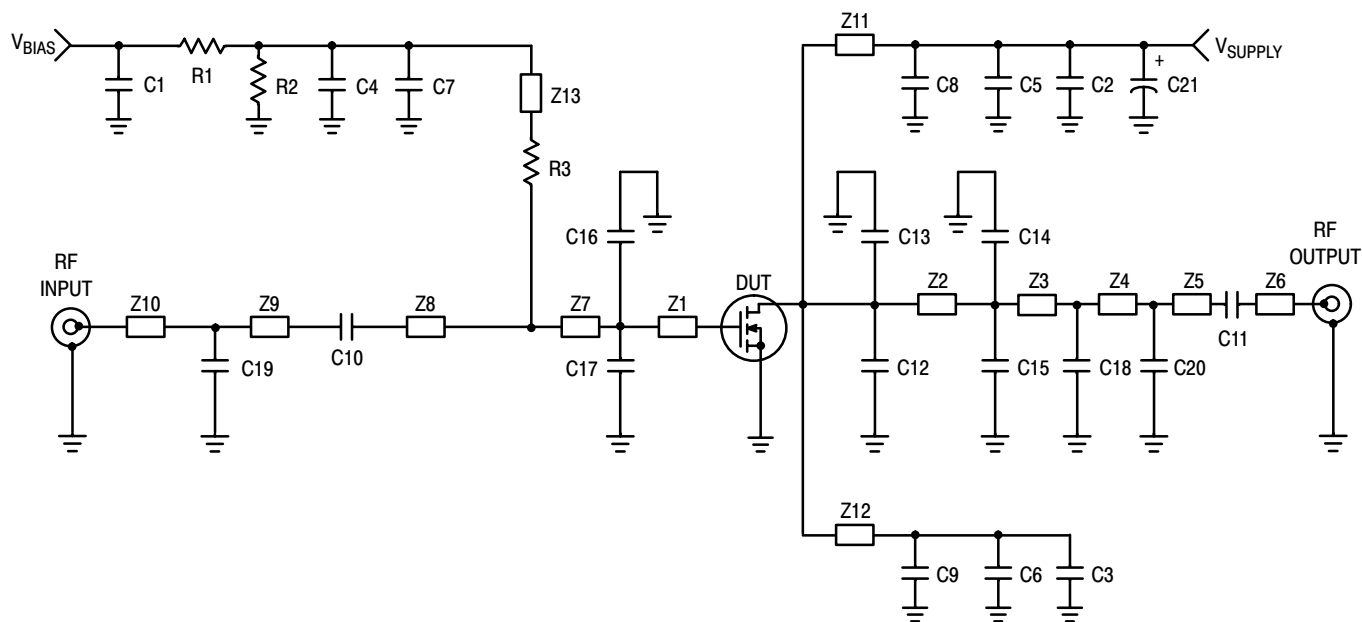 Z11
VBIAS
VSUPPLY
+
C1
R1
R2
C4
C7
Z13
C8
C5
C2
C21
R3
C16
C13
C14
RF
INPUT
RF
OUTPUT
DUT
Z10
Z9
Z8
Z7
Z1
Z2
Z3
Z4
Z5
Z6
C19
C10
C17
C12
C15
C18
C20
C11
Z12
C9
C6
C3